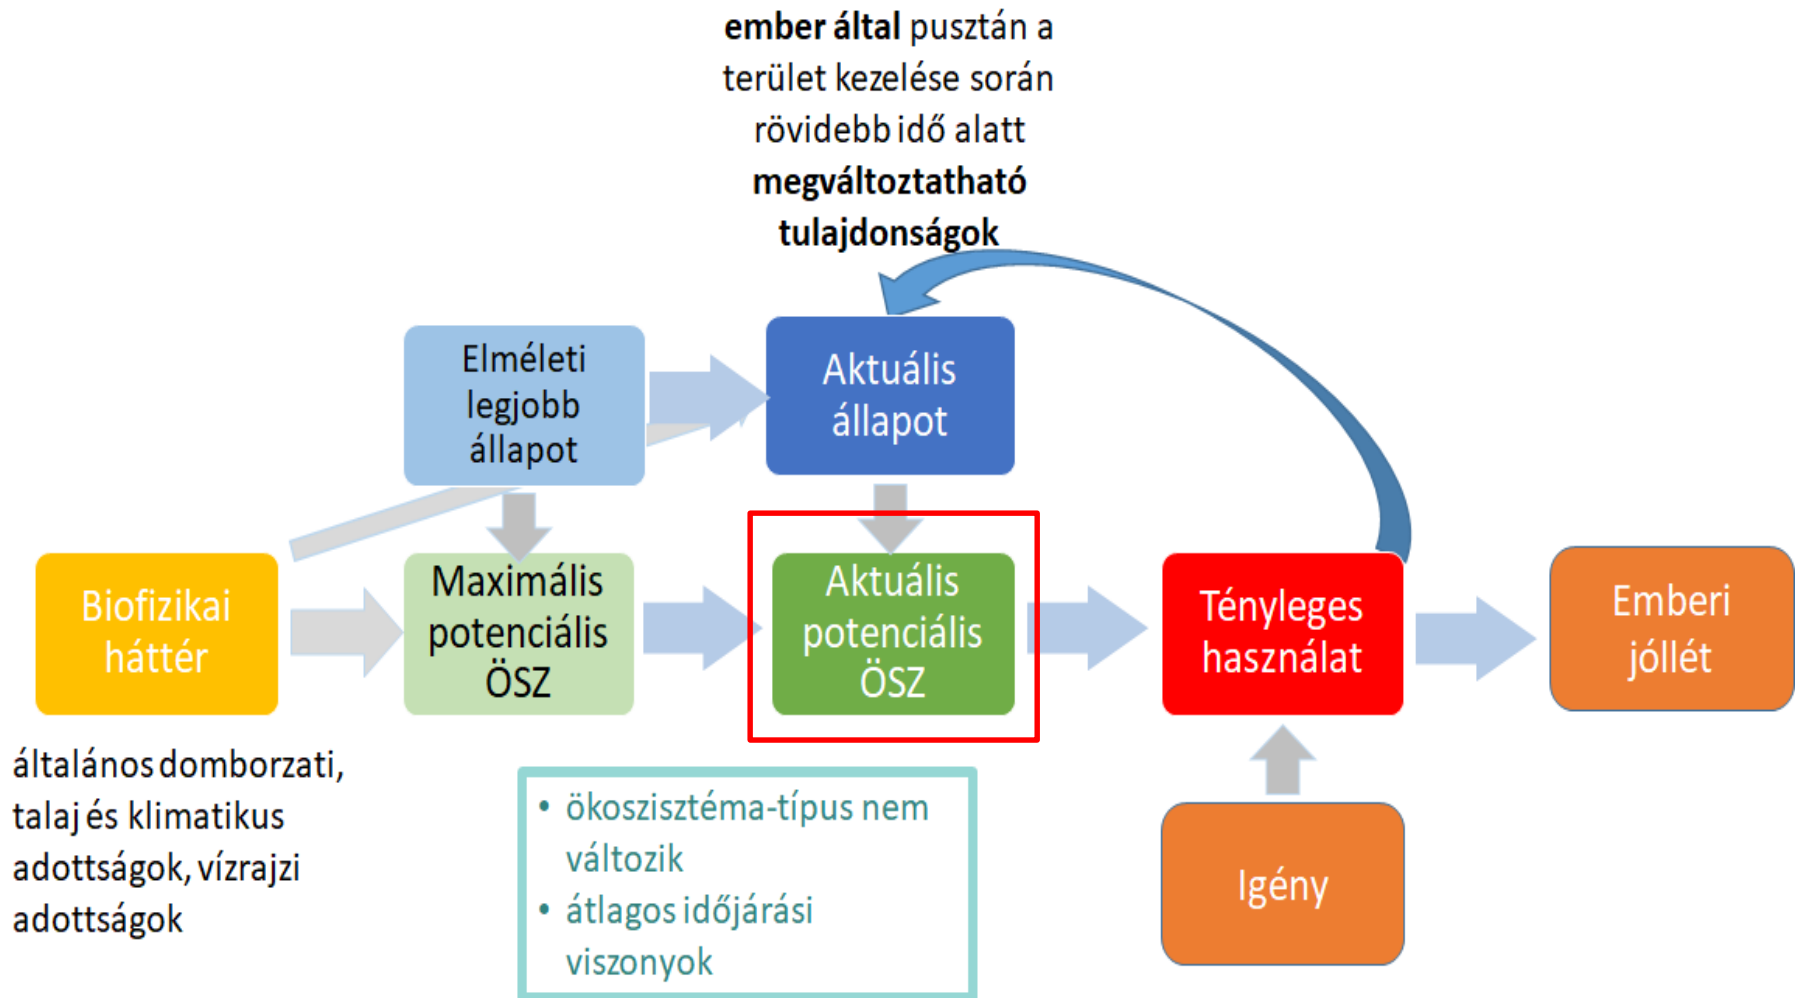 ember által pusztán a
terület kezelése során
rövidebb idő alatt
megváltoztatható
tulajdonságok
Elméleti
legjobb
állapot
Aktuális
állapot
Biofizikai
háttér
Maximális
potenciális
ÖSZ
Aktuális
potenciális
ÖSZ
Tényleges
használat
Emberi
jóllét
általános domborzati,
talaj és klimatikus
adottságok, vízrajzi
adottságok
• ökoszisztéma-típus nem
változik
• átlagos időjárási
viszonyok
Igény